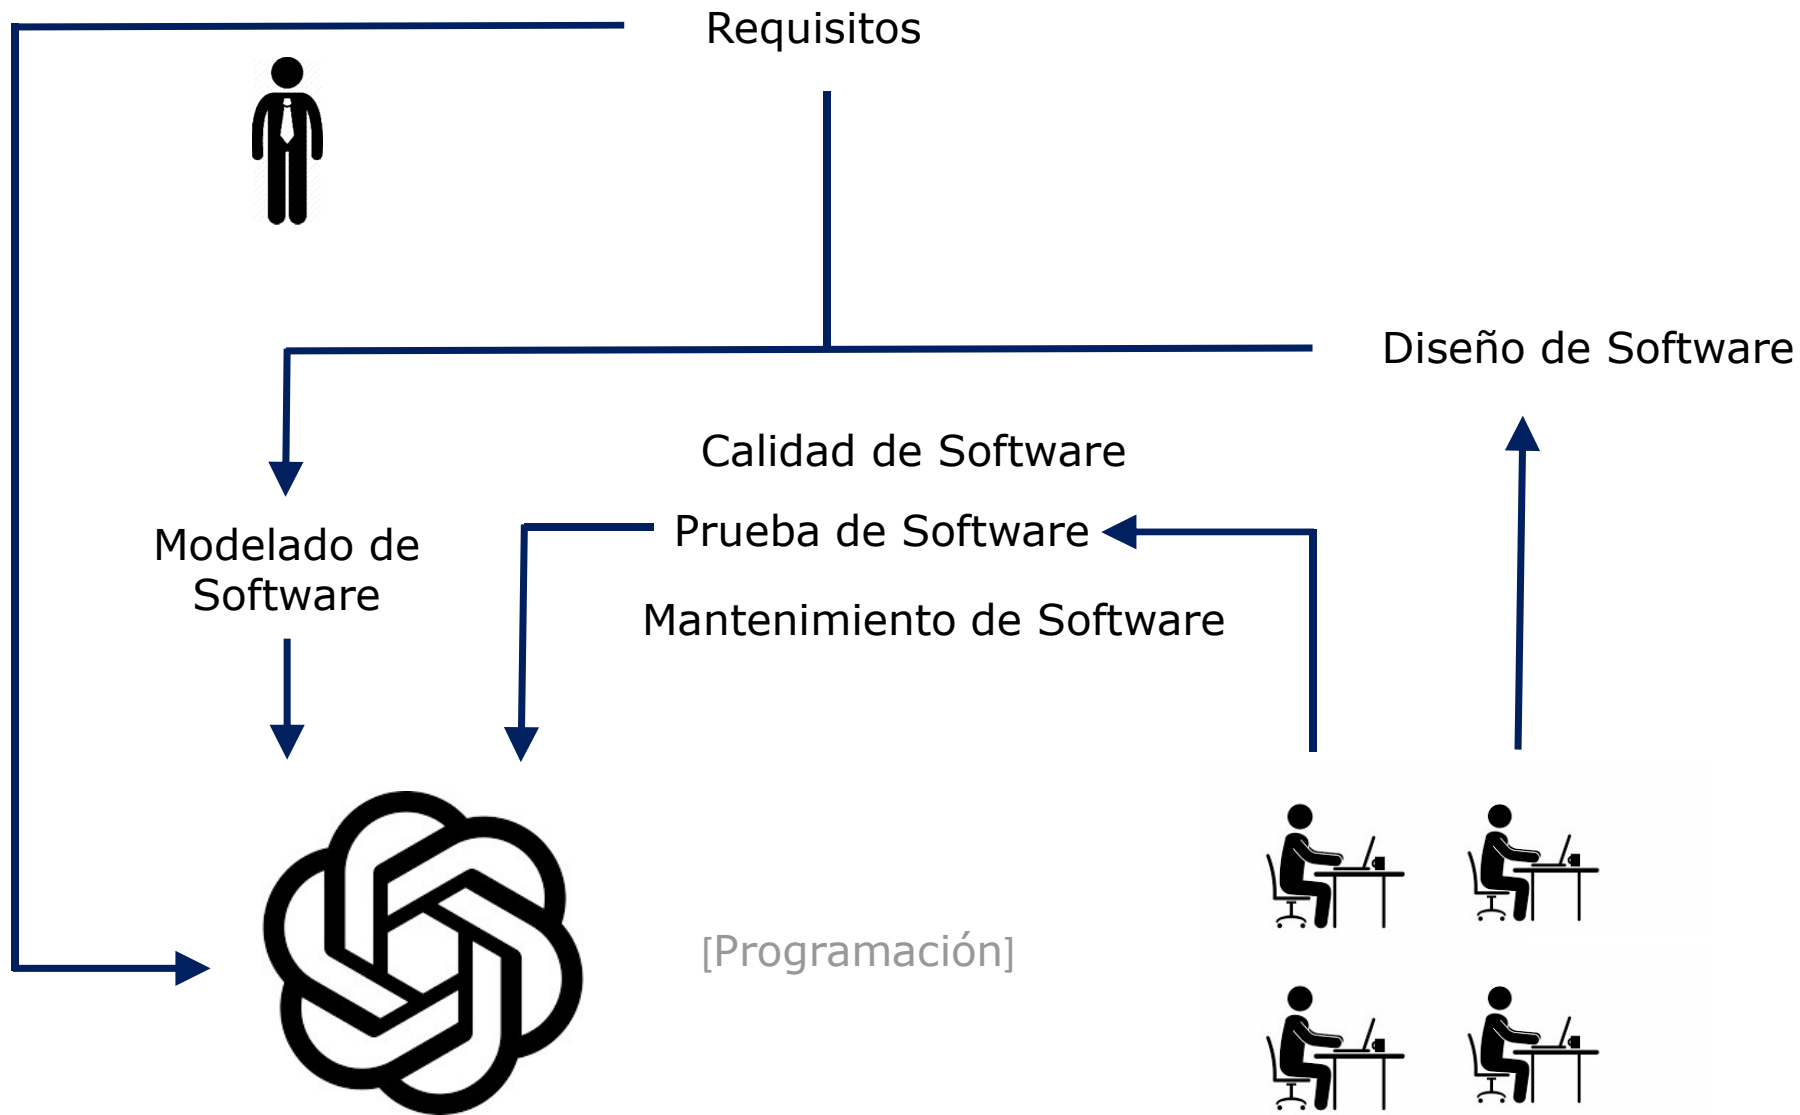 Requisitos
Diseño de Software
Calidad de Software
Prueba de Software
Modelado de
Software
Mantenimiento de Software
[Programación]